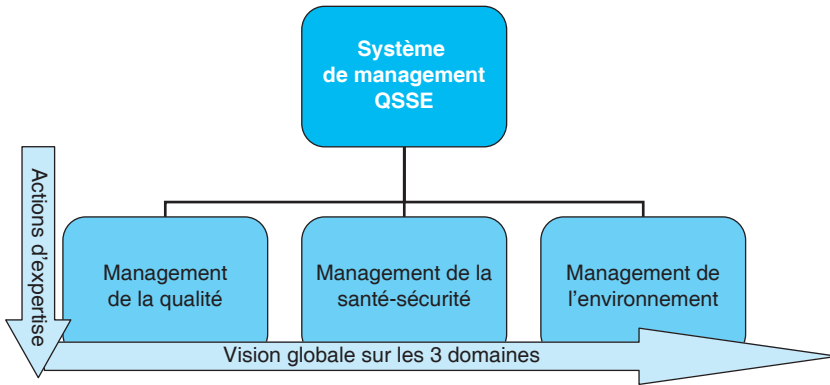 Système
de management
QSSE
Actions d'expertise
Management
de la qualité
Management de la
santé-sécurité
Management de
l'environnement
Vision globale sur les 3 domaines